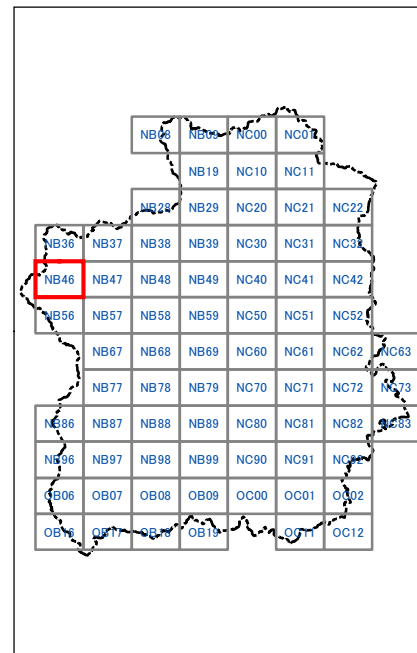 NB08 NB09 NC00 NC01
NB19 NC10 NC11
NB28 NB29 NC20 NC21 NC22
NB36 NB37 NB38 NB39 NC30 NC31 NC32
NB46 NB47 NB48 NB49 NC40 NC41 NC42
NB56 NB57 NB58 NB59 NC50 NC51 NC52
NB67 NB68 NB69 NC60 NC61 NC62 NC63
NB77 NB78 NB79 NC70 NC71 NC72 NC73
NB86 NB87 NB88 NB89 NC80 NC81 NC82 NC83
NB96 NB97 NB98 NB99 NC90 NC91 NC92
OB06 OB07 OB08 OB09 OC00 OC01 OC02
OB16 OB17 OB18 OB19 OC11 OC12